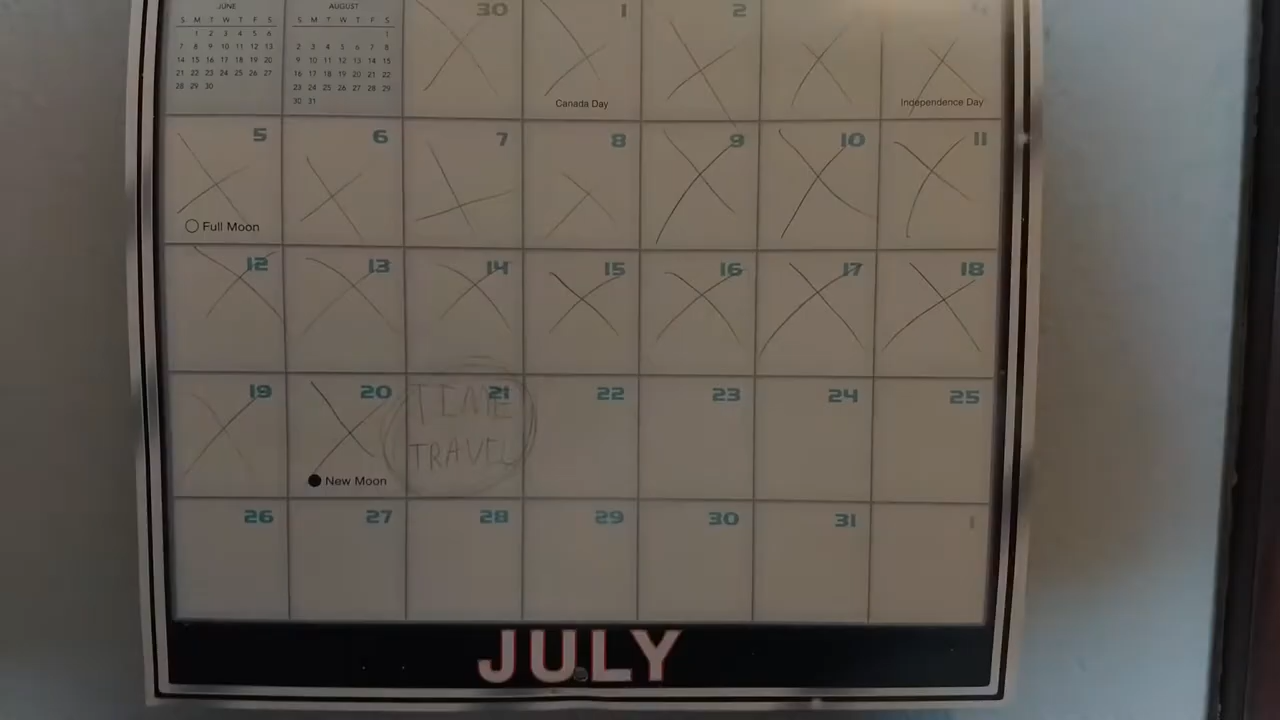 JUNE
S M T W T F S
1 2 3 4 5 6
7 8 9 10 11 12 13
14 15 16 17 18 19 20
21 22 23 24 25 26 27
28 29 30
AUGUST
S M T W T F S
1
2 3 4 5 6 7 8
9 10 11 12 13 14 15
16 17 18 19 20 21 22
23 24 25 26 27 28 29
30 31
30 1 2 4
Canada Day Independence Day
5 6 7 8 9 10 11
Full Moon
12 13 14 15 16 17 18
19 20 21 22 23 24 25
TIME
TRAVEL
New Moon
26 27 28 29 30 31 1
JULY